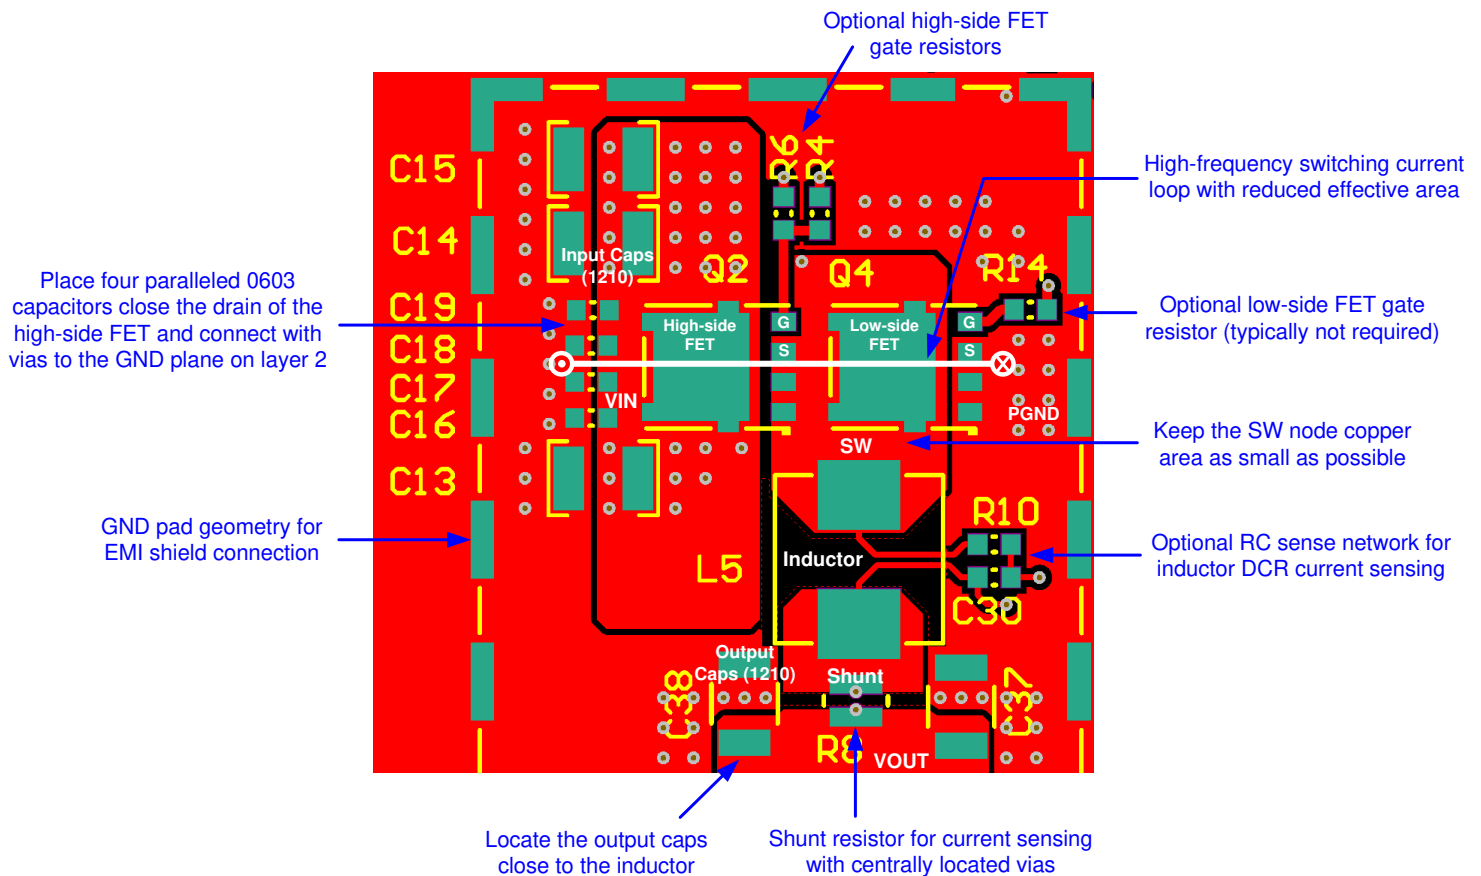 Optional high-side FET
gate resistors
High-frequency switching current
loop with reduced effective area
Place four paralleled 0603
capacitors close the drain of the
high-side FET and connect with
vias to the GND plane on layer 2
Optional low-side FET gate
resistor (typically not required)
Keep the SW node copper
area as small as possible
GND pad geometry for
EMI shield connection
Optional RC sense network for
inductor DCR current sensing
Locate the output caps
close to the inductor
Shunt resistor for current sensing
with centrally located vias
C15
C14
C19
C18
C17
C16
C13
R6
R4
Input Caps
(1210)
Q2
Q4
R14
High-side
FET
G
S
Low-side
FET
G
S
VIN
PGND
SW
R10
Inductor
L5
C30
Output
Caps (1210)
Shunt
C38
C37
R8
VOUT